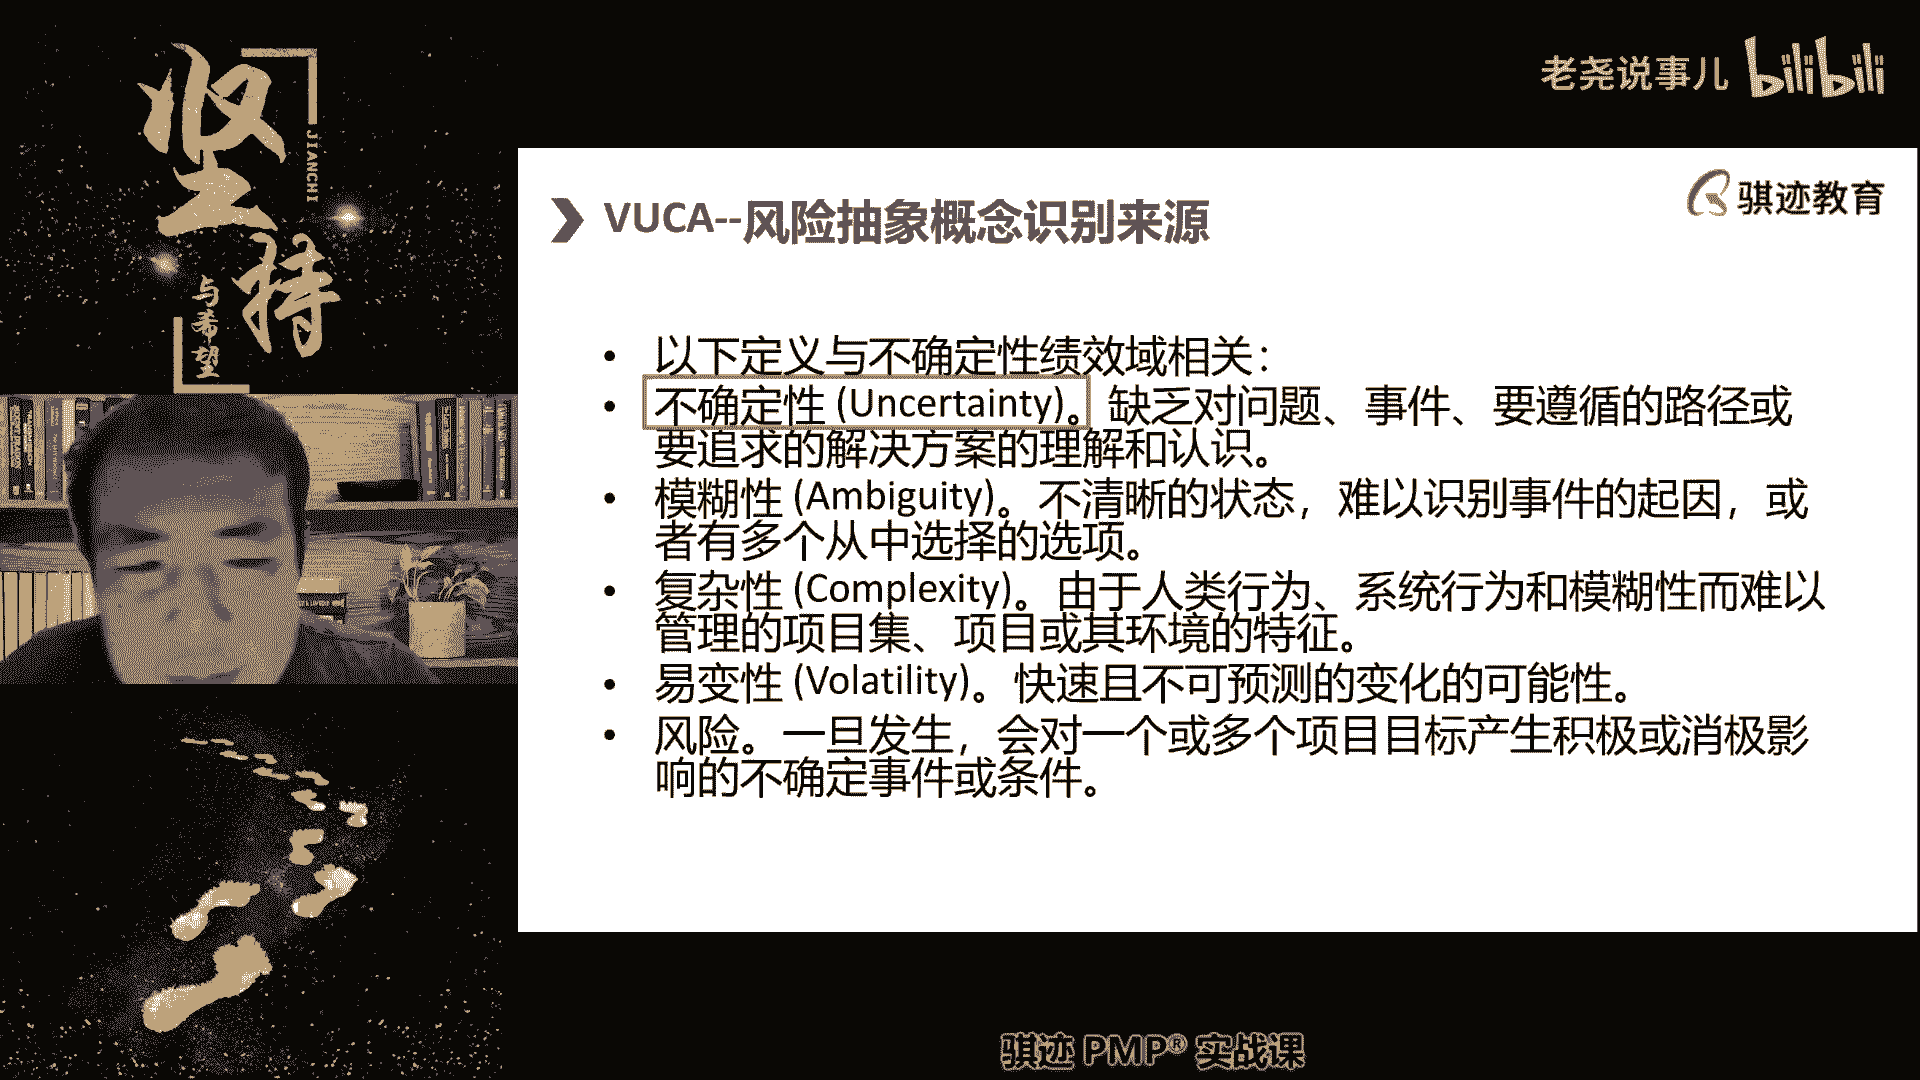 坚持
JIANCHI
与希望
老尧说事儿 bilibili
骐迹教育
VUCA--风险抽象概念识别来源
• 以下定义与不确定性绩效域相关：
• 不确定性 (Uncertainty)。缺乏对问题、事件、要遵循的路径或
要追求的解决方案的理解和认识。
• 模糊性 (Ambiguity)。不清晰的状态，难以识别事件的起因，或
者有多个从中选择的选项。
• 复杂性 (Complexity)。由于人类行为、系统行为和模糊性而难以
管理的项目集、项目或其环境的特征。
• 易变性 (Volatility)。快速且不可预测的变化的可能性。
• 风险。一旦发生，会对一个或多个项目目标产生积极或消极影
响的不确定事件或条件。
骐迹 PMP® 实战课